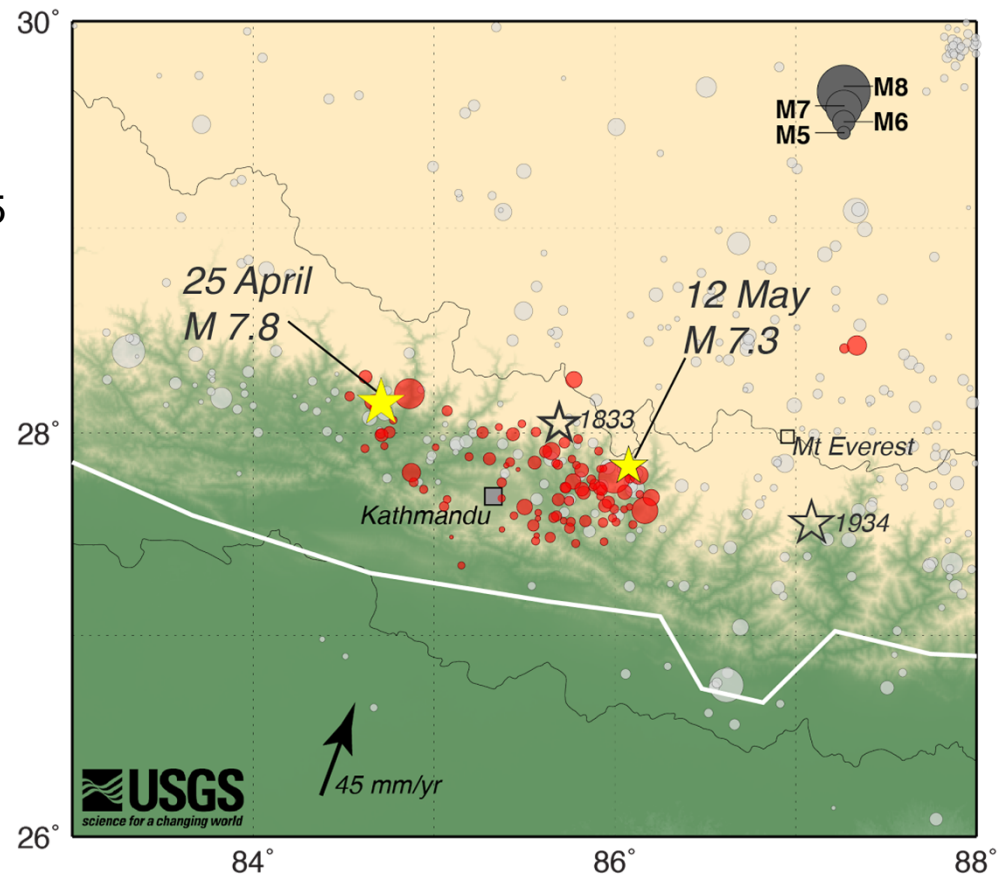 30°
M8
M7
M6
M5
5
25 April
M 7.8
12 May
M 7.3
1833
28°
Mt Everest
Kathmandu
1934
45 mm/yr
USGS
science for a changing world
26°
84°
86°
88°